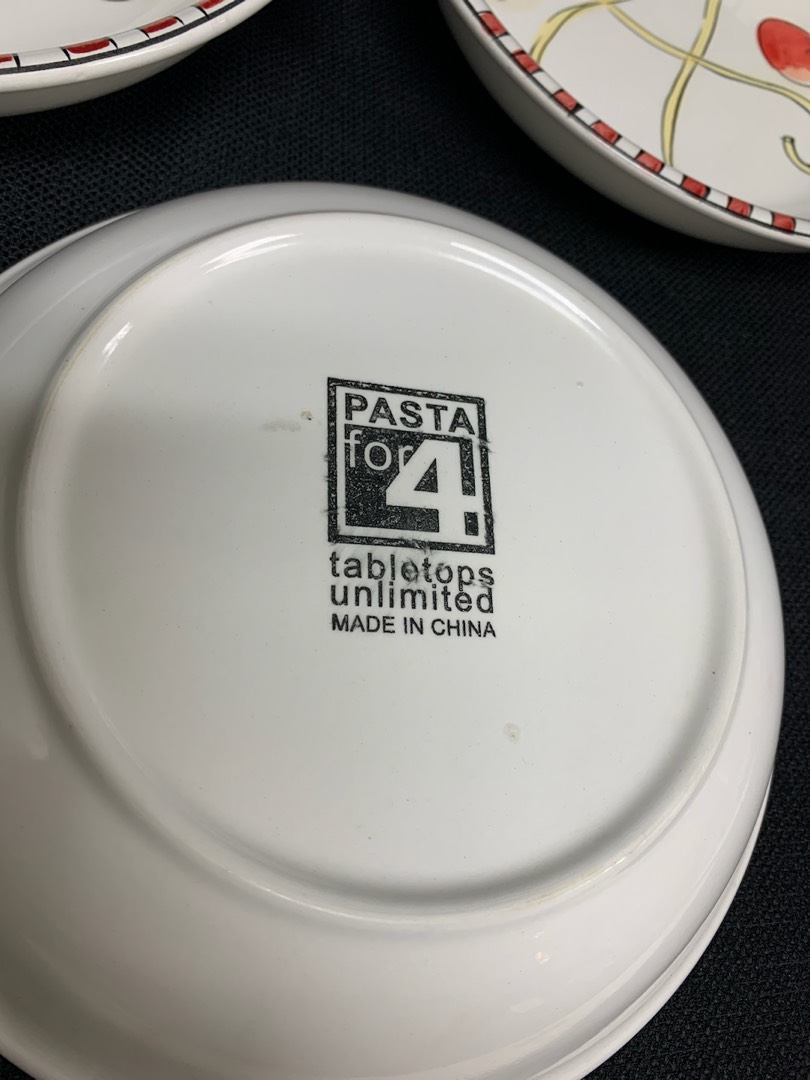 PASTA
for 4
tabletops
unlimited
MADE IN CHINA